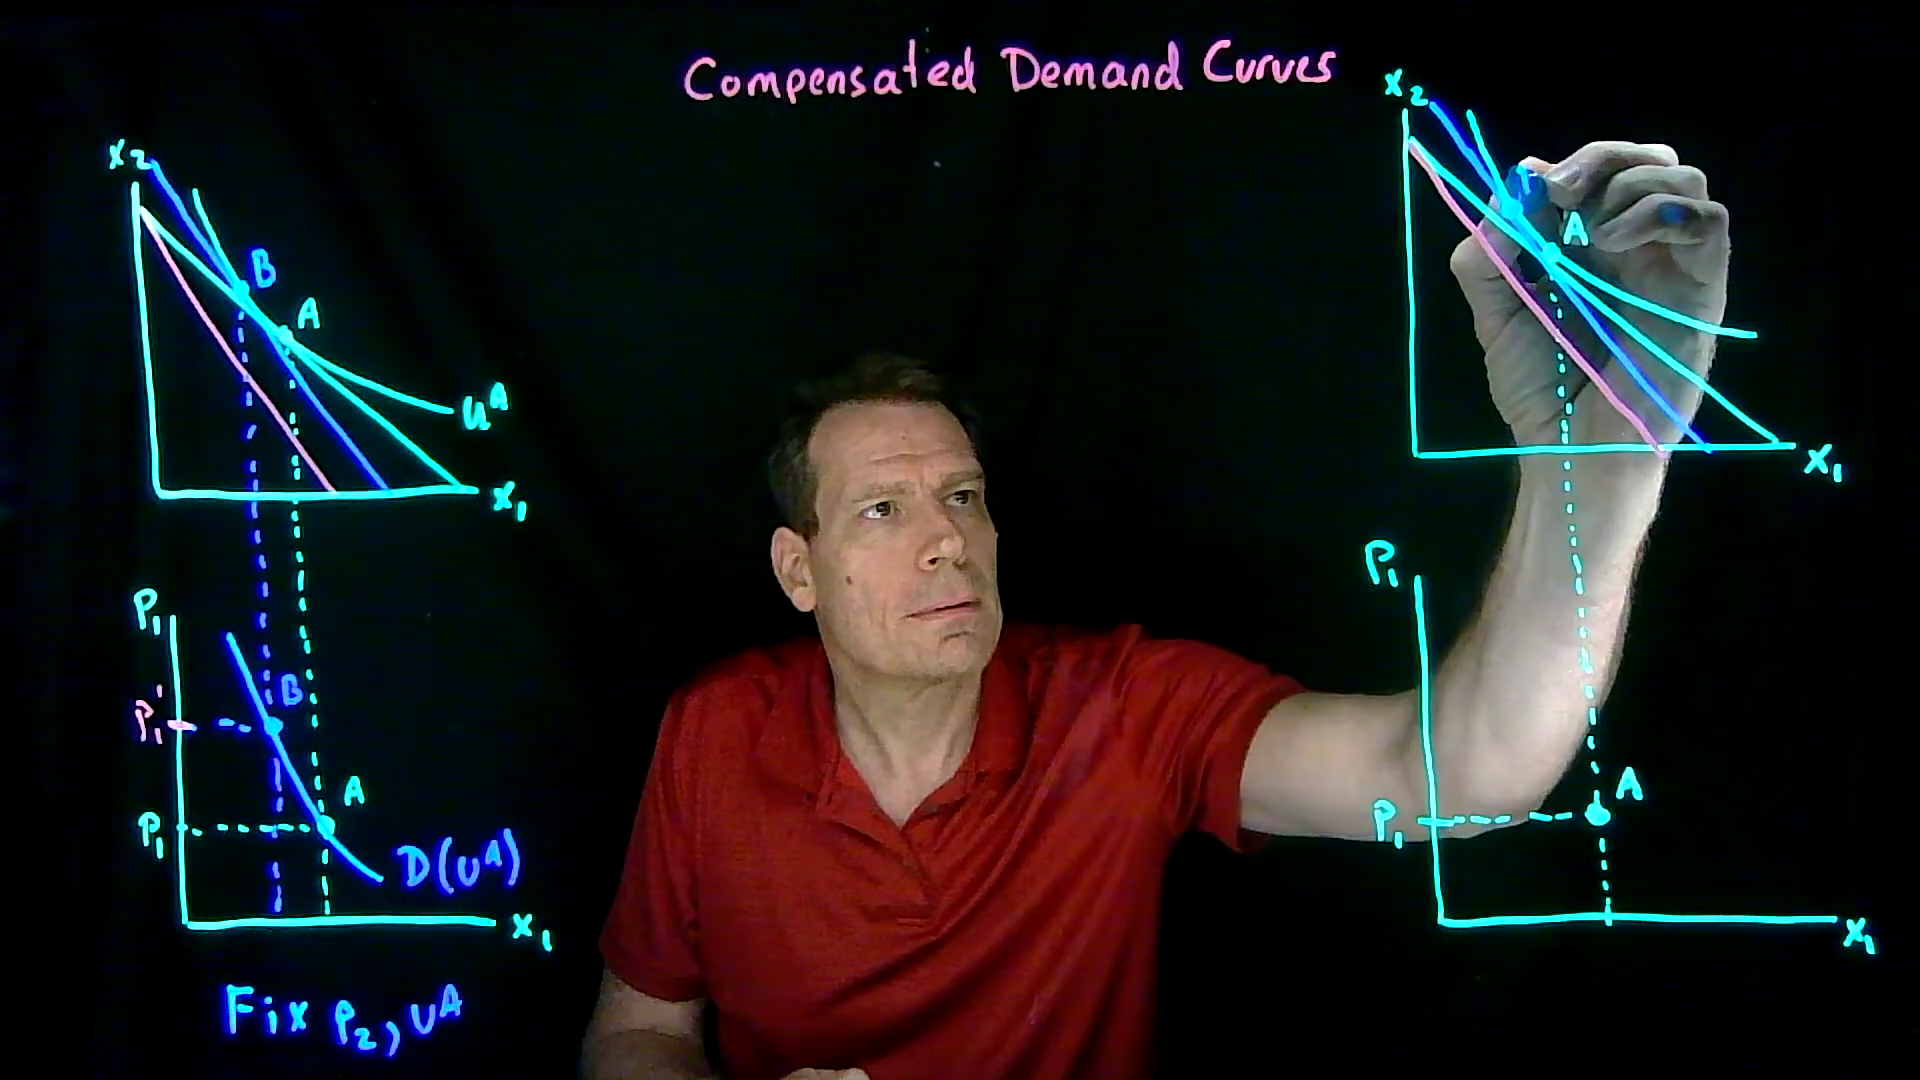 Compensated Demand Curves
x₂
B
A
uᴬ
x₁
P₁
P₁'
B
A
P₁
D(uᴬ)
x₁
Fix P₂, uᴬ
x₂
A
x₁
P₁
A
P₁
x₁